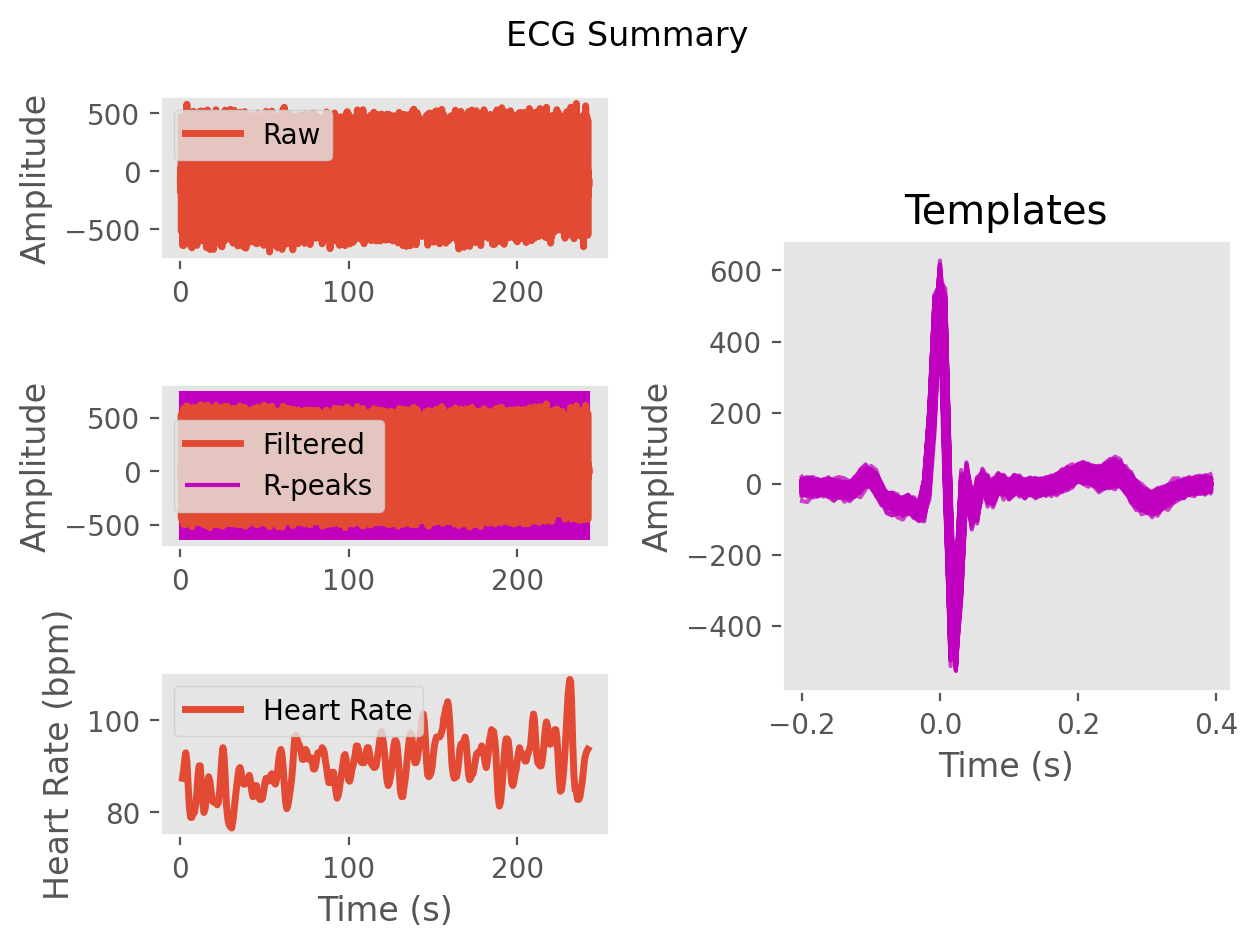 ECG Summary
Amplitude
500
0
−500
Raw
0 100 200
Amplitude
500
0
−500
Filtered
R-peaks
0 100 200
Heart Rate (bpm)
100
80
Heart Rate
0 100 200
Time (s)
Templates
Amplitude
600
400
200
0
−200
−400
−0.2 0.0 0.2 0.4
Time (s)